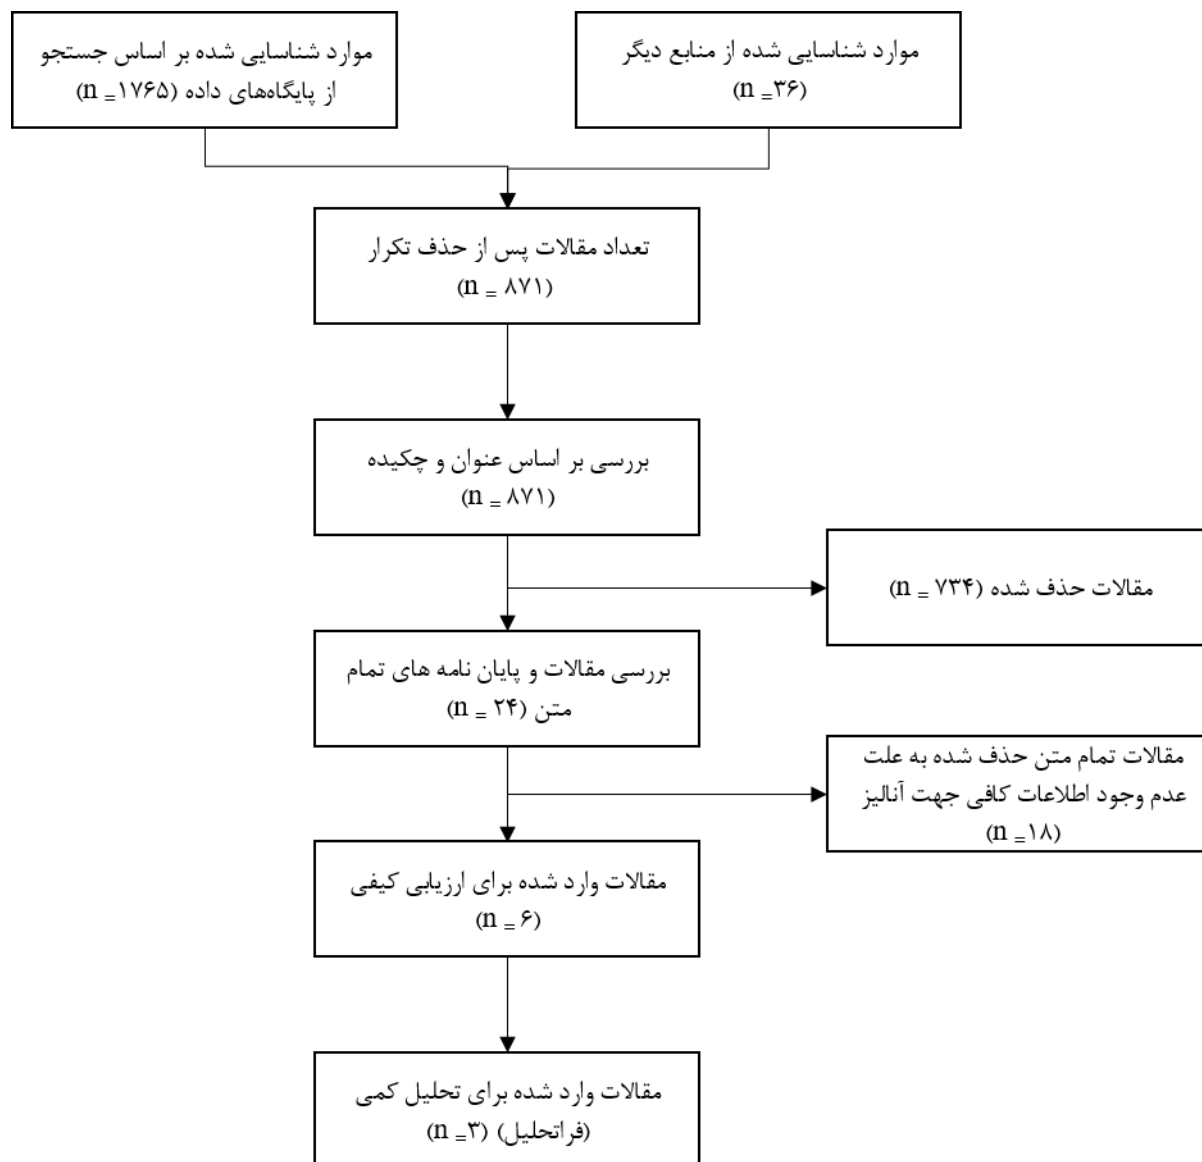 موارد شناسایی شده بر اساس جستجو
از پایگاه‌های داده (n = ۱۷۶۵)
موارد شناسایی شده از منابع دیگر
(n = ۳۶)
تعداد مقالات پس از حذف تکرار
(n = ۸۷۱)
بررسی بر اساس عنوان و چکیده
(n = ۸۷۱)
مقالات حذف شده (n = ۷۳۴)
بررسی مقالات و پایان نامه های تمام
متن (n = ۲۴)
مقالات تمام متن حذف شده به علت
عدم وجود اطلاعات کافی جهت آنالیز
(n = ۱۸)
مقالات وارد شده برای ارزیابی کیفی
(n = ۶)
مقالات وارد شده برای تحلیل کمی
(فراتحلیل) (n = ۳)